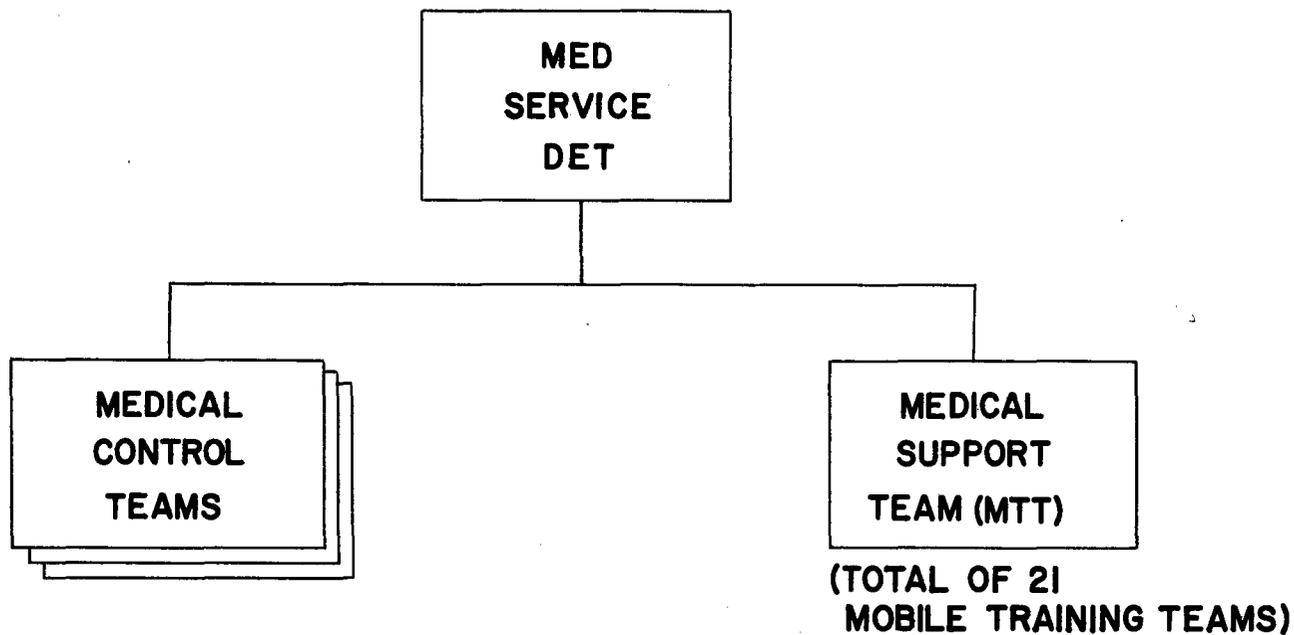 MED
SERVICE
DET
MEDICAL
CONTROL
TEAMS
MEDICAL
SUPPORT
TEAM (MTT)
(TOTAL OF 21
MOBILE TRAINING TEAMS)